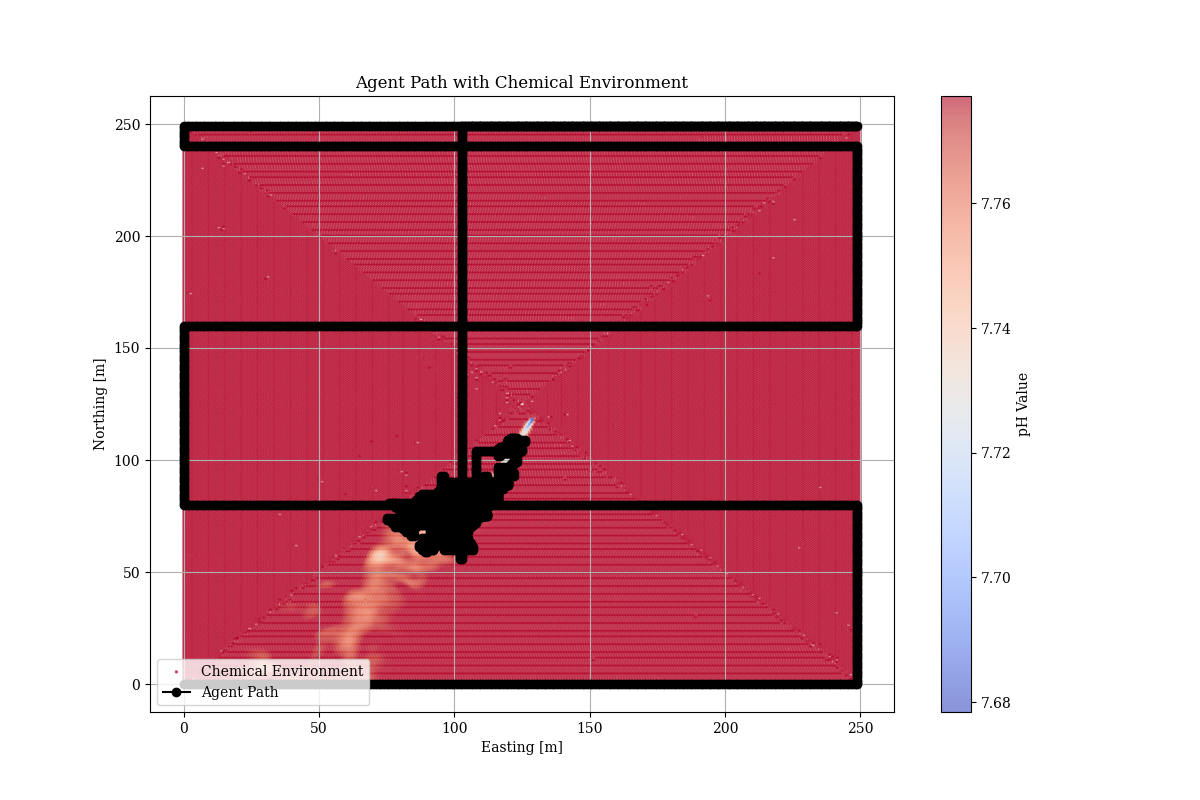 Agent Path with Chemical Environment
250
200
150
100
50
0
Northing [m]
0 50 100 150 200 250
Easting [m]
Chemical Environment
Agent Path
7.76
7.74
7.72
7.70
7.68
pH Value